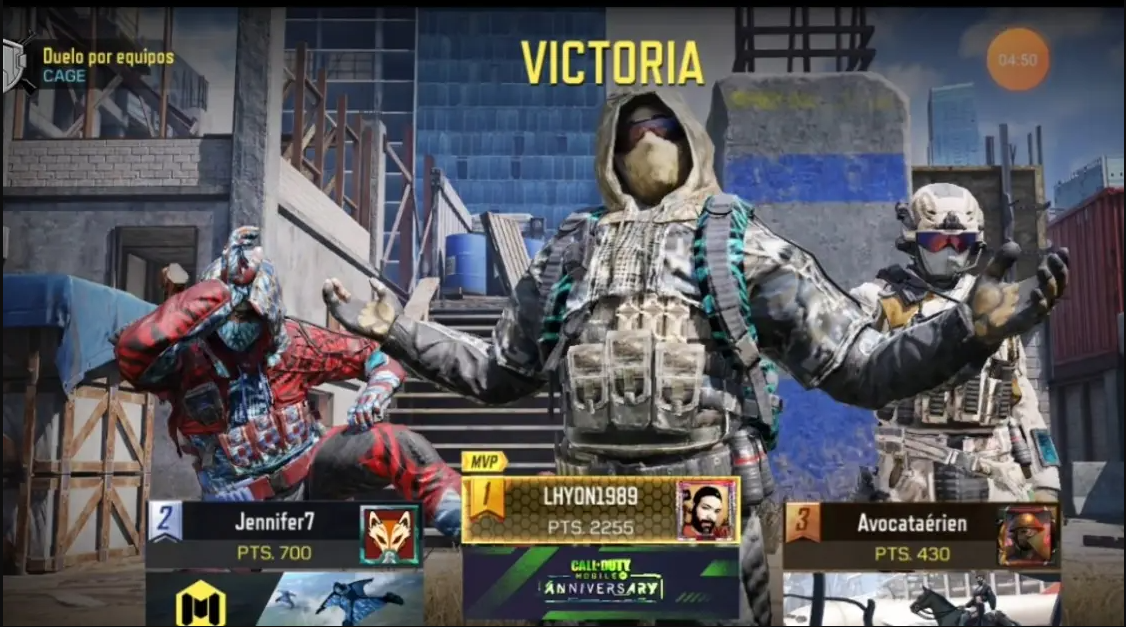 Duelo por equipos
CAGE
VICTORIA
04:50
MVP
1
LHYON1989
PTS. 2255
2
Jennifer7
PTS. 700
3
Avocataérien
PTS. 430
CALL OF DUTY
MOBILE
ANNIVERSARY